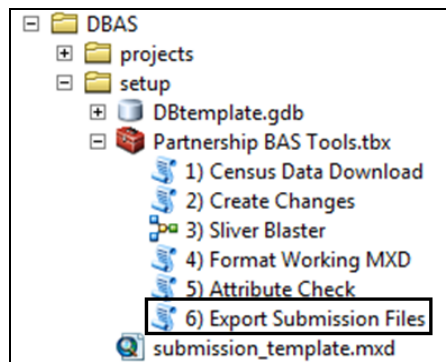 DBAS
projects
setup
DBtemplate.gdb
Partnership BAS Tools.tbx
1) Census Data Download
2) Create Changes
3) Sliver Blaster
4) Format Working MXD
5) Attribute Check
6) Export Submission Files
submission_template.mxd